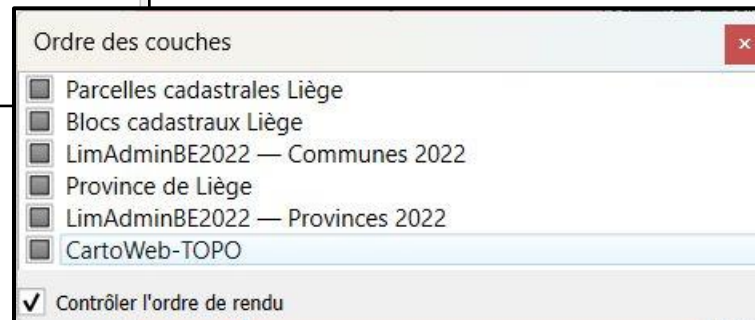 Ordre des couches
Parcelles cadastrales Liège
Blocs cadastraux Liège
LimAdminBE2022 — Communes 2022
Province de Liège
LimAdminBE2022 — Provinces 2022
CartoWeb-TOPO
Contrôler l'ordre de rendu